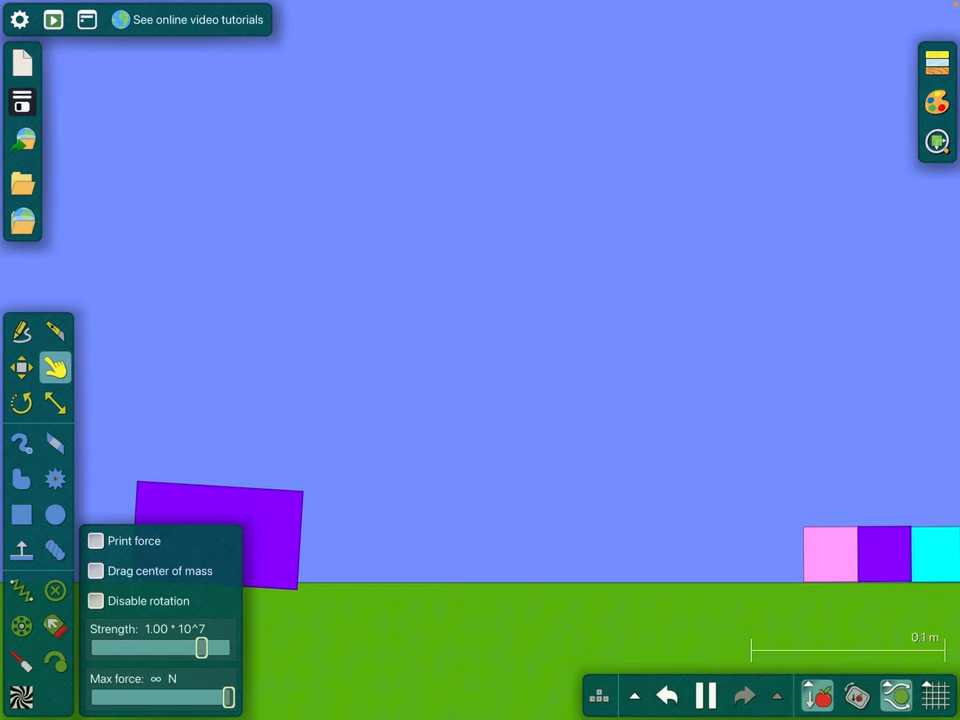 See online video tutorials
Print force
Drag center of mass
Disable rotation
Strength: 1.00 * 10^7
Max force: ∞ N
0.1 m